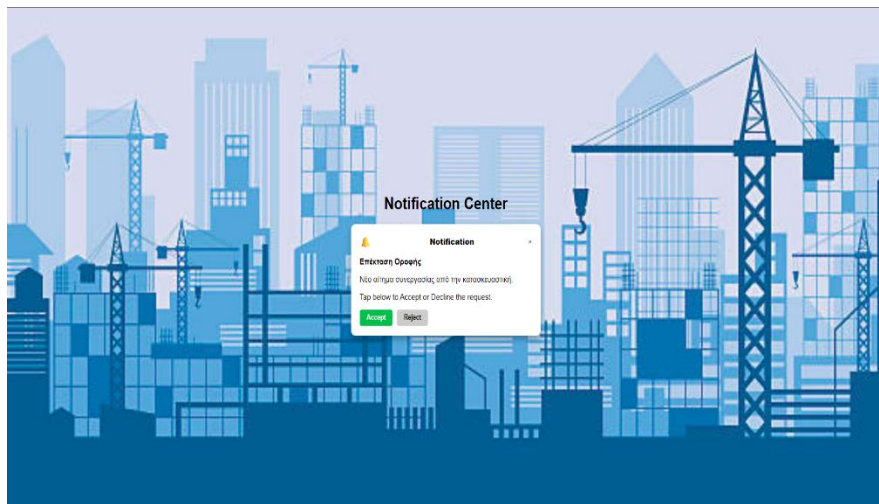 Notification Center
Notification ×
Επέκταση Οροφής
Νέο αίτημα συνεργασίας από την κατασκευαστική.
Tap below to Accept or Decline the request.
Accept Reject